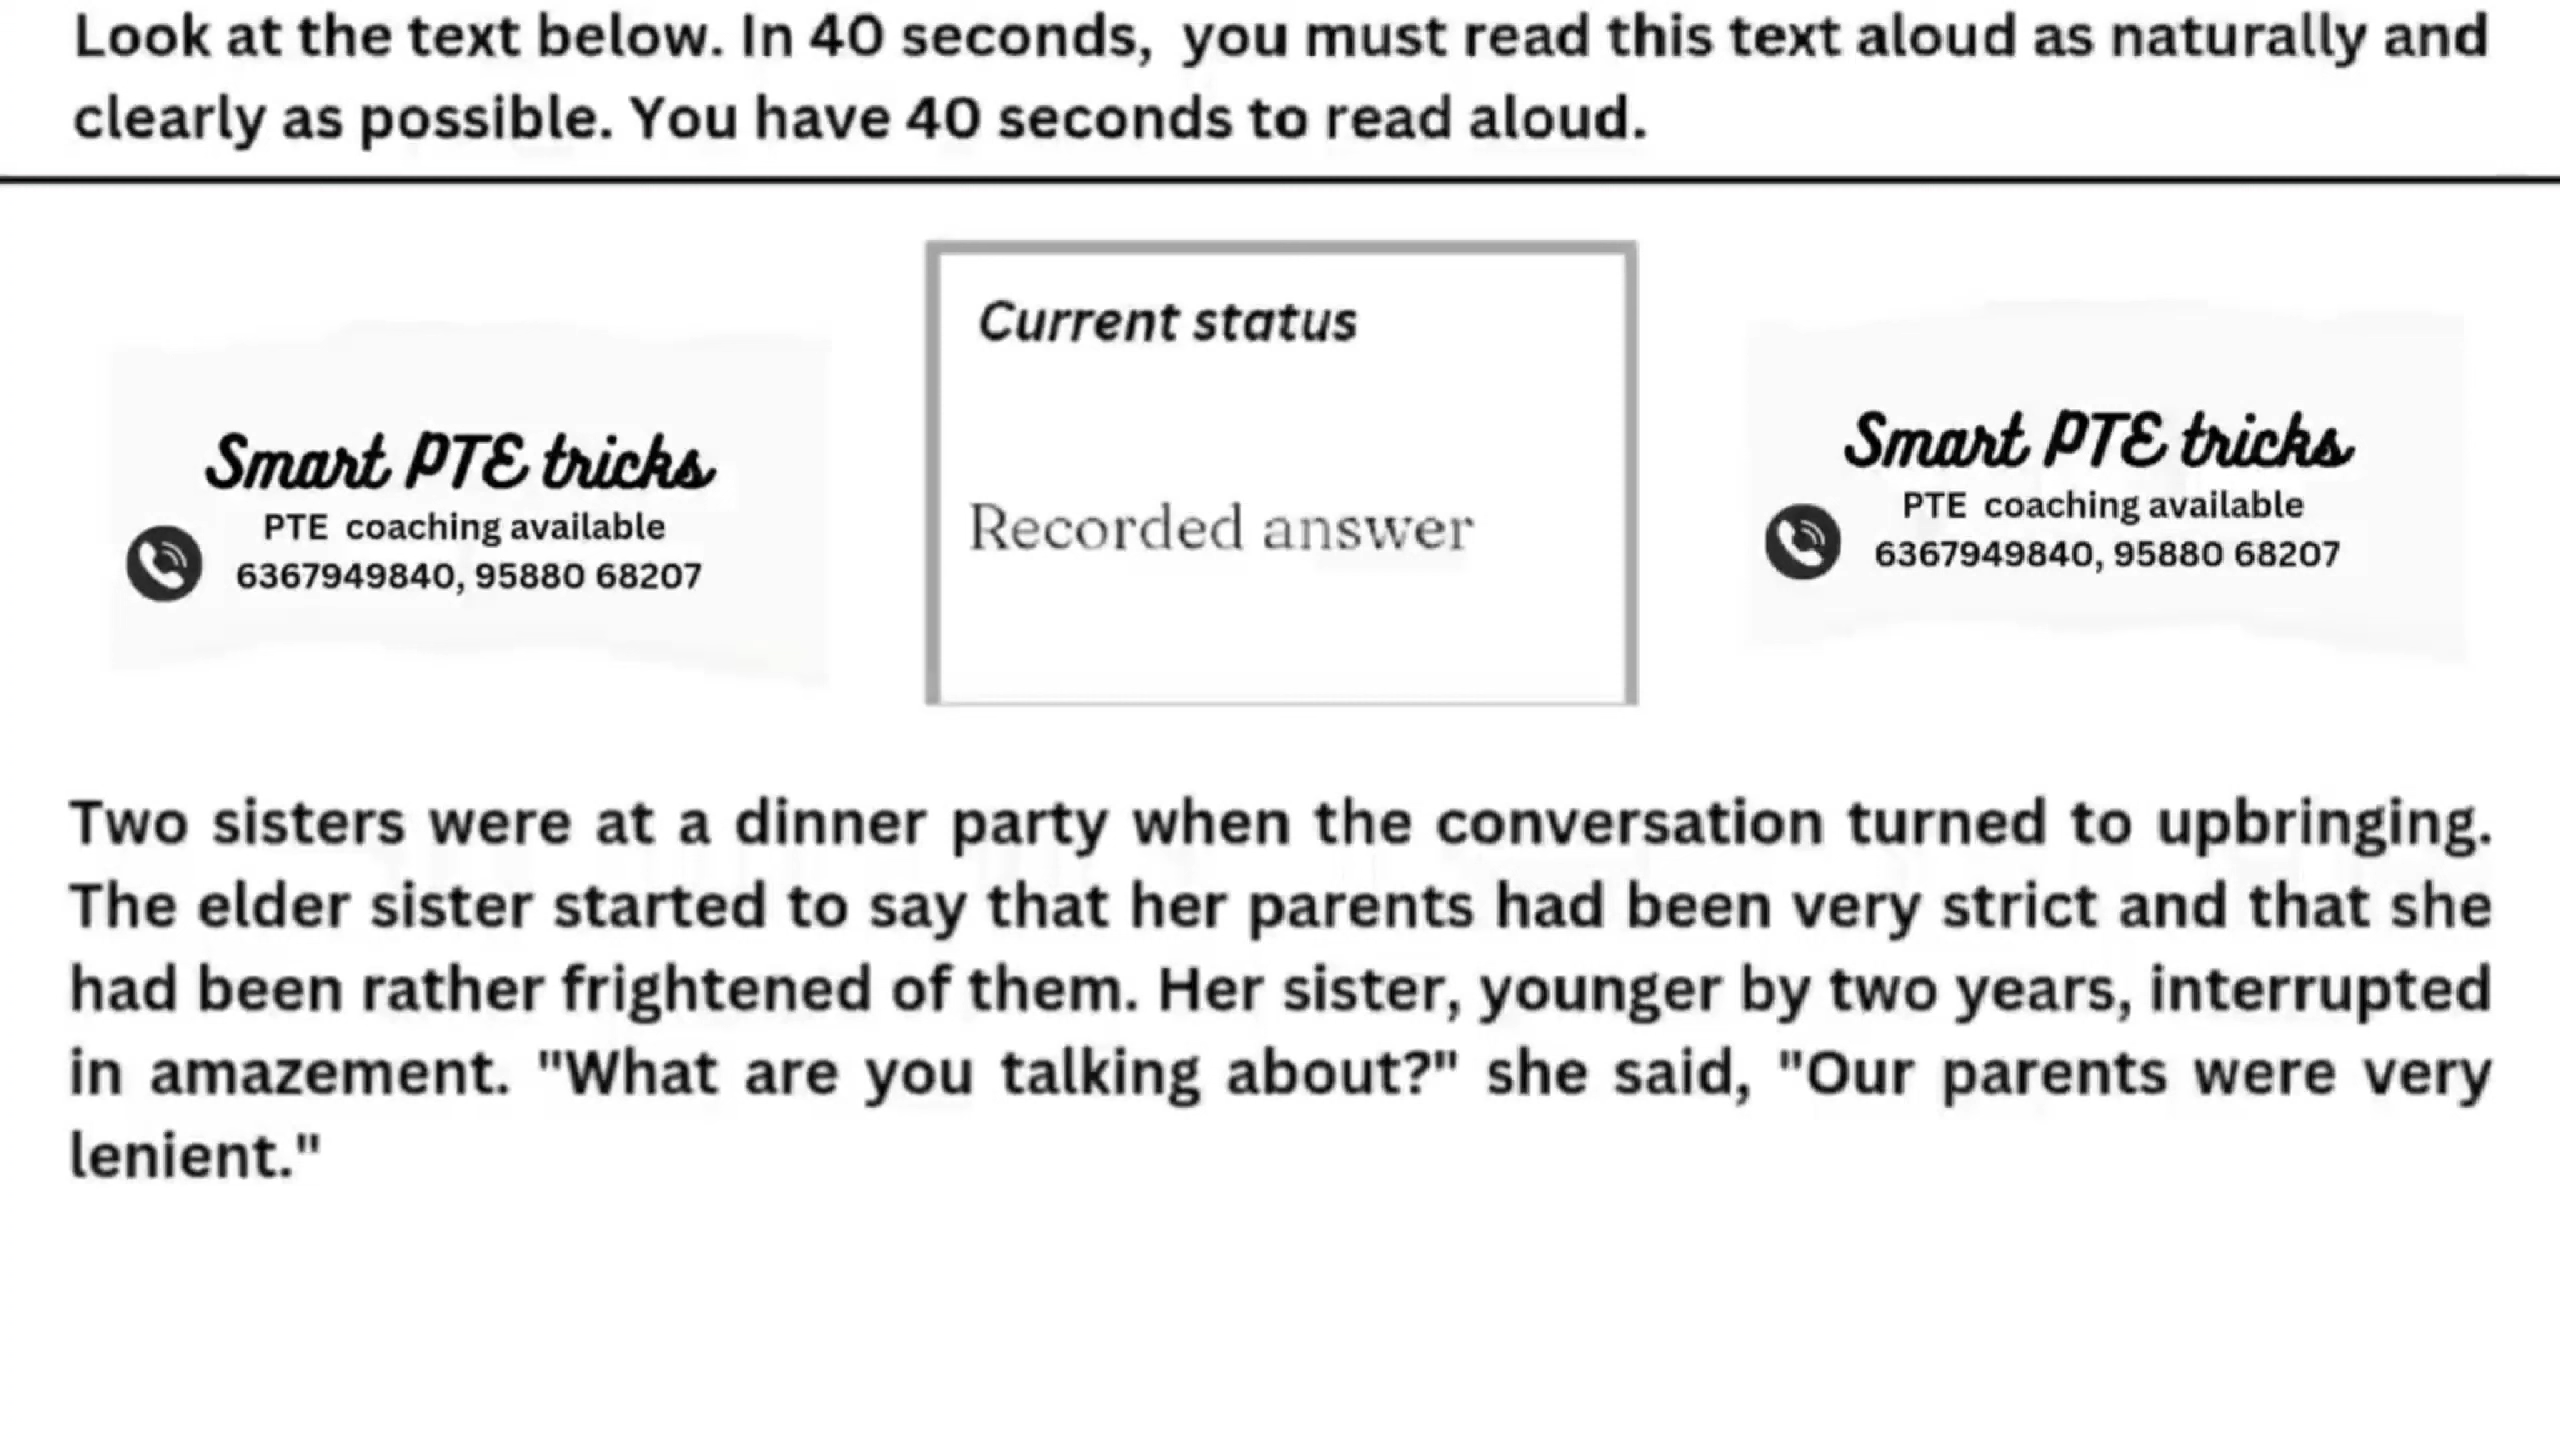 Look at the text below. In 40 seconds, you must read this text aloud as naturally and
clearly as possible. You have 40 seconds to read aloud.
Smart PTE tricks
PTE coaching available
6367949840, 95880 68207
Current status
Recorded answer
Smart PTE tricks
PTE coaching available
6367949840, 95880 68207
Two sisters were at a dinner party when the conversation turned to upbringing.
The elder sister started to say that her parents had been very strict and that she
had been rather frightened of them. Her sister, younger by two years, interrupted
in amazement. "What are you talking about?" she said, "Our parents were very
lenient."